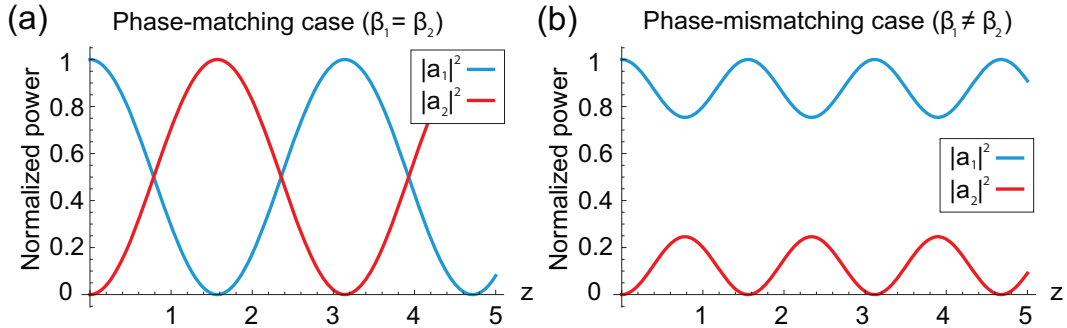 (a) Phase-matching case (β₁ = β₂)
Normalized power
1
0.8
0.6
0.4
0.2
0
1 2 3 4 5 z
|a₁|²
|a₂|²
(b) Phase-mismatching case (β₁ ≠ β₂)
Normalized power
1
0.8
0.6
0.4
0.2
0
1 2 3 4 5 z
|a₁|²
|a₂|²